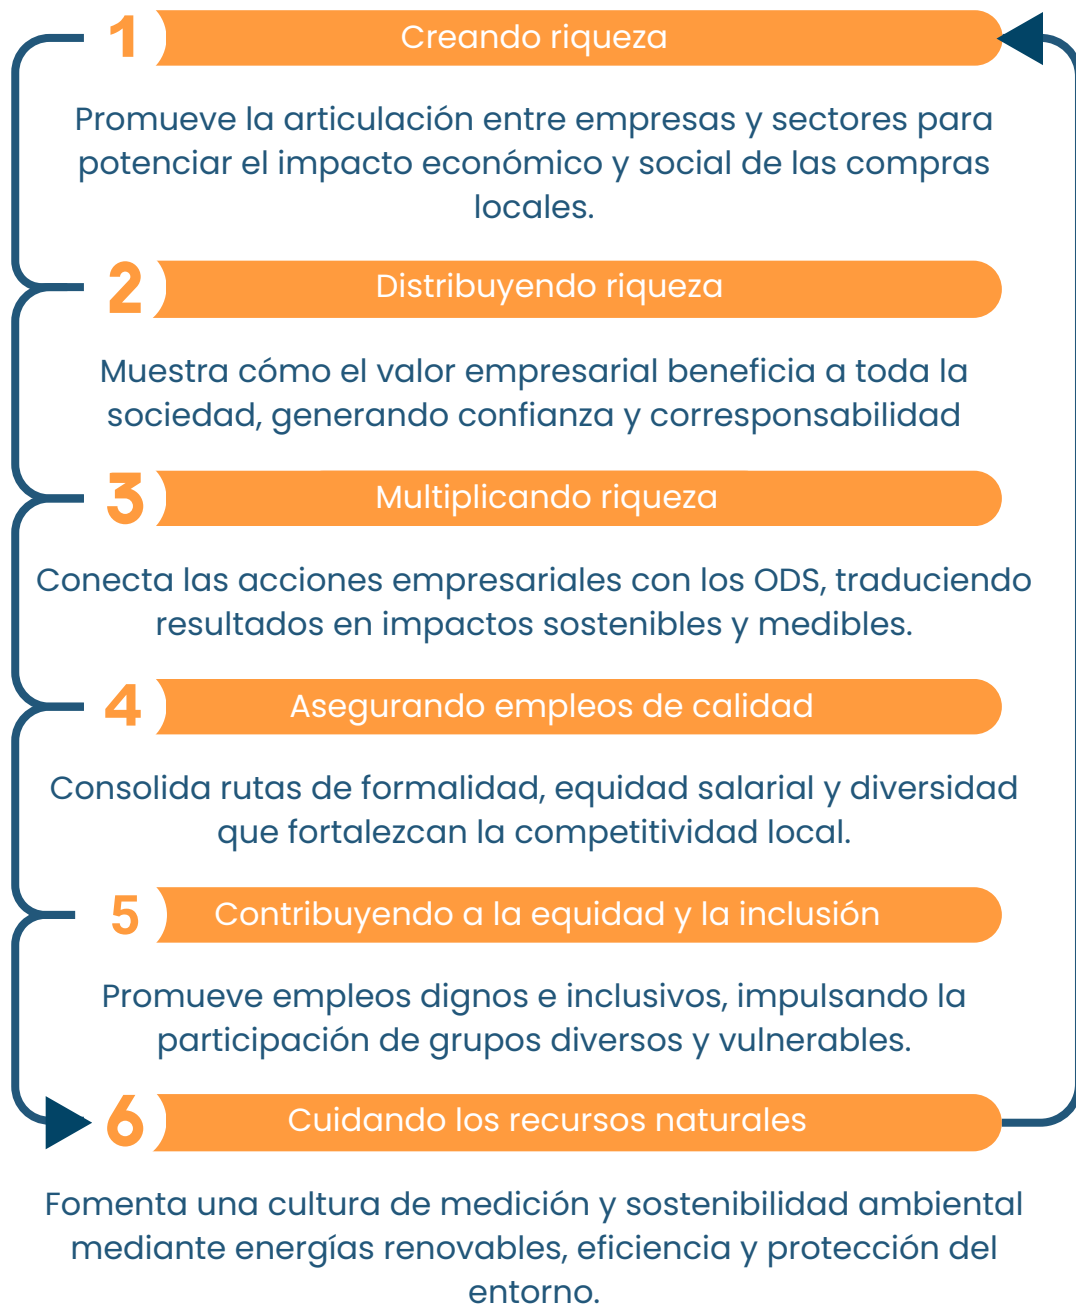 1 Creando riqueza
Promueve la articulación entre empresas y sectores para
potenciar el impacto económico y social de las compras
locales.
2 Distribuyendo riqueza
Muestra cómo el valor empresarial beneficia a toda la
sociedad, generando confianza y corresponsabilidad
3 Multiplicando riqueza
Conecta las acciones empresariales con los ODS, traduciendo
resultados en impactos sostenibles y medibles.
4 Asegurando empleos de calidad
Consolida rutas de formalidad, equidad salarial y diversidad
que fortalezcan la competitividad local.
5 Contribuyendo a la equidad y la inclusión
Promueve empleos dignos e inclusivos, impulsando la
participación de grupos diversos y vulnerables.
6 Cuidando los recursos naturales
Fomenta una cultura de medición y sostenibilidad ambiental
mediante energías renovables, eficiencia y protección del
entorno.